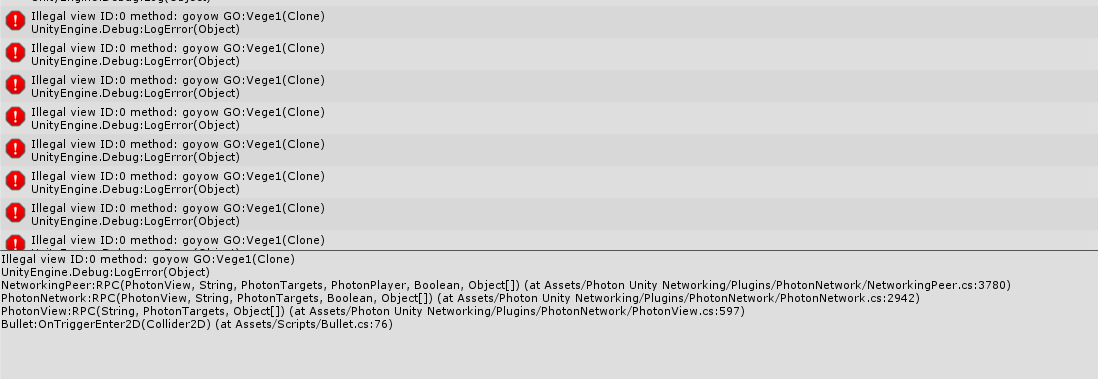 Illegal view ID:0 method: goyow GO:Vege1(Clone)
UnityEngine.Debug:LogError(Object)
Illegal view ID:0 method: goyow GO:Vege1(Clone)
UnityEngine.Debug:LogError(Object)
Illegal view ID:0 method: goyow GO:Vege1(Clone)
UnityEngine.Debug:LogError(Object)
Illegal view ID:0 method: goyow GO:Vege1(Clone)
UnityEngine.Debug:LogError(Object)
Illegal view ID:0 method: goyow GO:Vege1(Clone)
UnityEngine.Debug:LogError(Object)
Illegal view ID:0 method: goyow GO:Vege1(Clone)
UnityEngine.Debug:LogError(Object)
Illegal view ID:0 method: goyow GO:Vege1(Clone)
UnityEngine.Debug:LogError(Object)
Illegal view ID:0 method: goyow GO:Vege1(Clone)
Illegal view ID:0 method: goyow GO:Vege1(Clone)
UnityEngine.Debug:LogError(Object)
NetworkingPeer:RPC(PhotonView, String, PhotonTargets, PhotonPlayer, Boolean, Object[]) (at Assets/Photon Unity Networking/Plugins/PhotonNetwork/NetworkingPeer.cs:3780)
PhotonNetwork:RPC(PhotonView, String, PhotonTargets, Boolean, Object[]) (at Assets/Photon Unity Networking/Plugins/PhotonNetwork/PhotonNetwork.cs:2942)
PhotonView:RPC(String, PhotonTargets, Object[]) (at Assets/Photon Unity Networking/Plugins/PhotonNetwork/PhotonView.cs:597)
Bullet:OnTriggerEnter2D(Collider2D) (at Assets/Scripts/Bullet.cs:76)